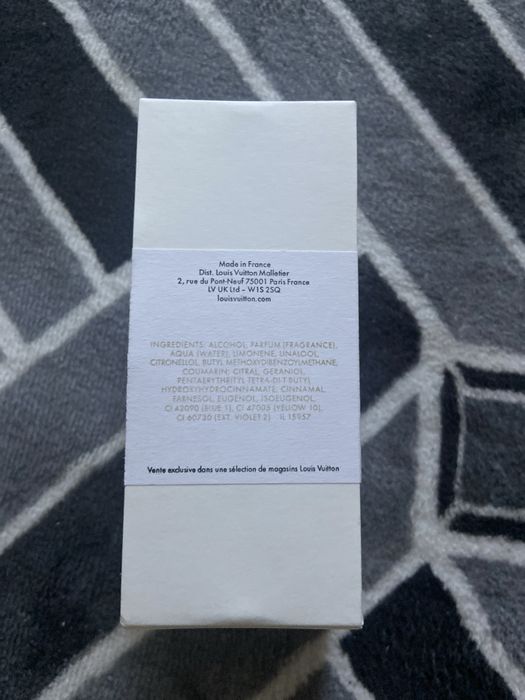 Made in France
Dist. Louis Vuitton Malletier
2, rue du Pont-Neuf 75001 Paris France
LV UK Ltd - W1S 2SQ
louisvuitton.com
INGREDIENTS: ALCOHOL, PARFUM (FRAGRANCE),
AQUA (WATER), LIMONENE, LINALOOL,
CITRONELLOL, BUTYL METHOXYDIBENZOYLMETHANE,
COUMARIN, CITRAL, GERANIOL,
PENTAERYTHRITYL TETRA-DI-T-BUTYL
HYDROXYHYDROCINNAMATE, CINNAMAL,
FARNESOL, EUGENOL, ISOEUGENOL,
CI 42090 (BLUE 1), CI 47005 (YELLOW 10),
CI 60730 (EXT. VIOLET 2) IL 15957
Vente exclusive dans une sélection de magasins Louis Vuitton